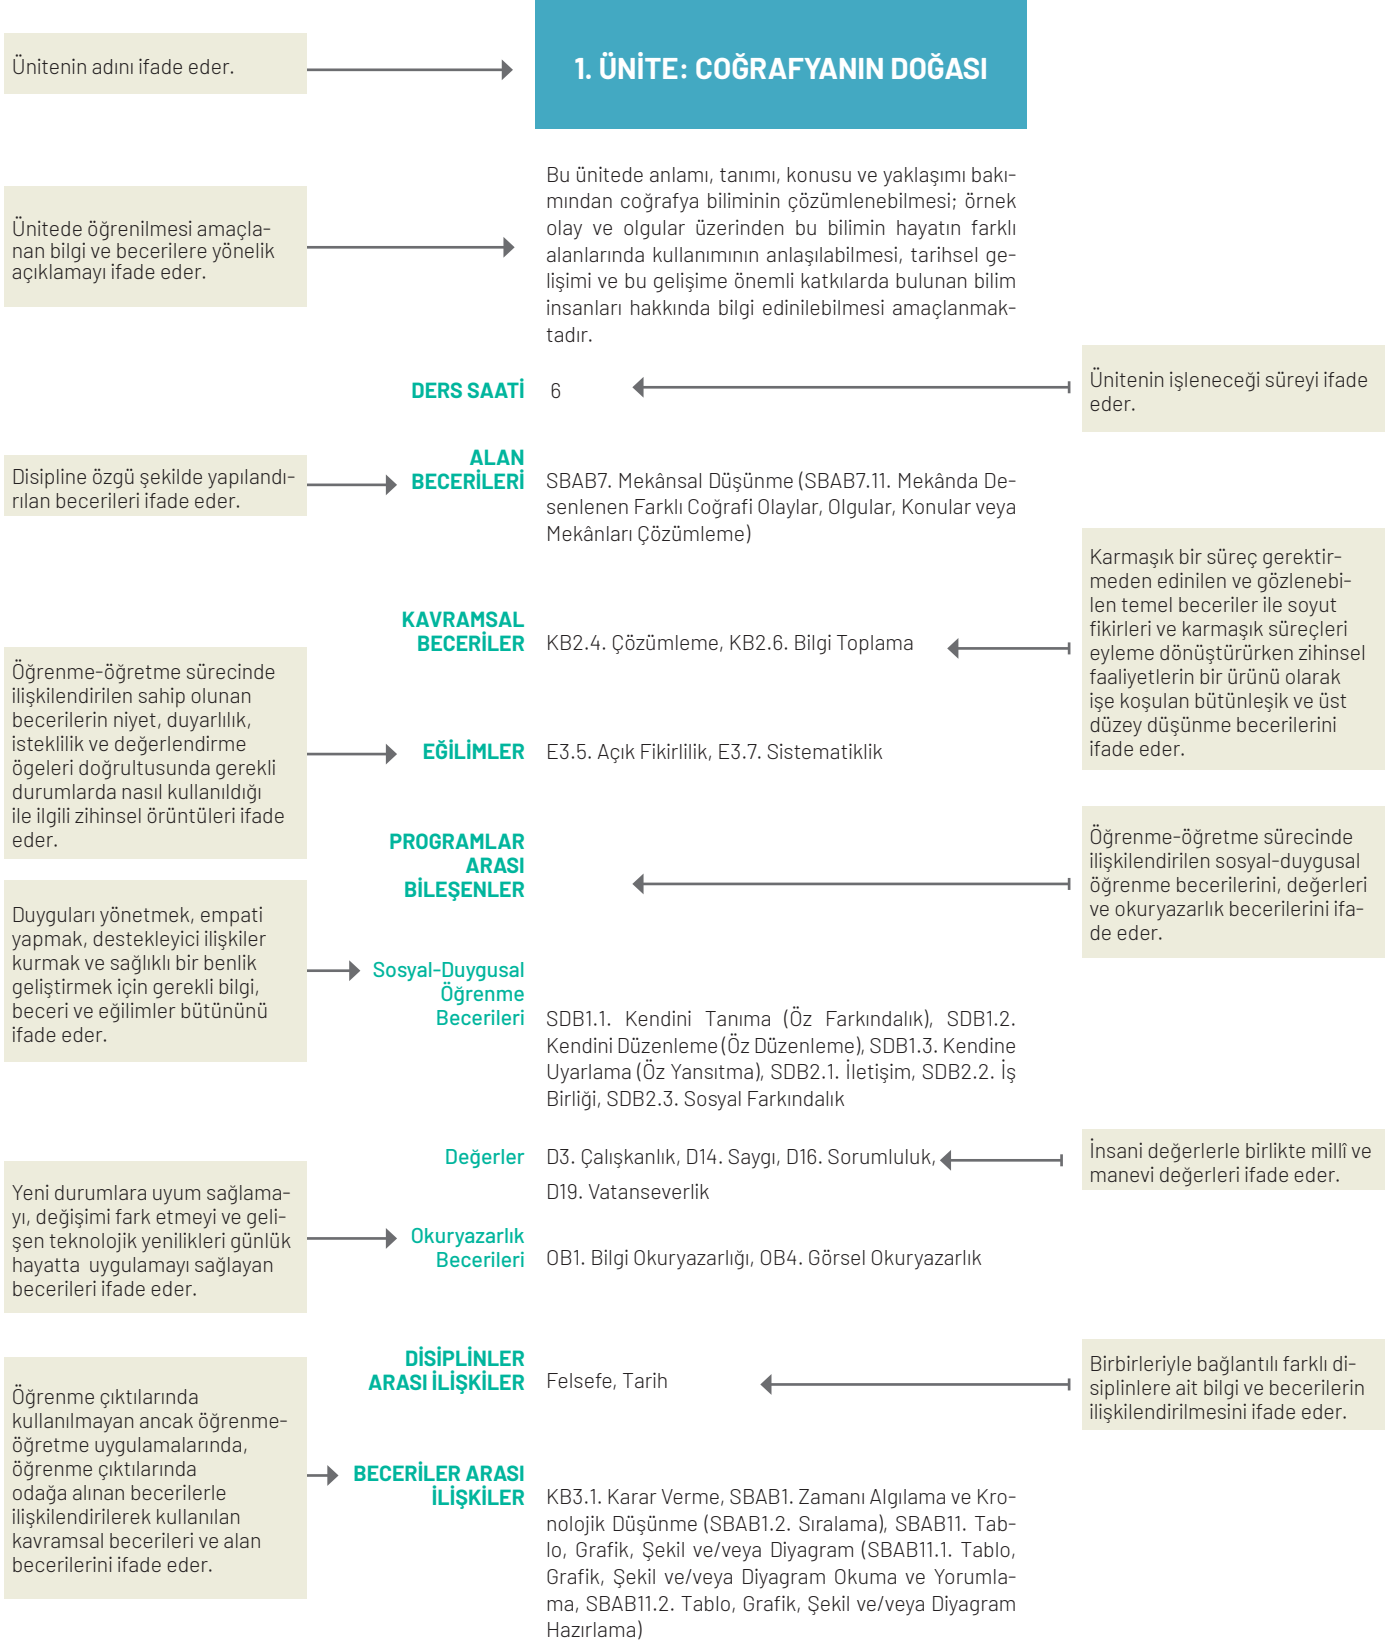 Ünitenin adını ifade eder.
1. ÜNİTE: COĞRAFYANIN DOĞASI
Ünitede öğrenilmesi amaçla-
nan bilgi ve becerilere yönelik
açıklamayı ifade eder.
Bu ünitede anlamı, tanımı, konusu ve yaklaşımı bakı-
mından coğrafya biliminin çözümlenebilmesi; örnek
olay ve olgular üzerinden bu bilimin hayatın farklı
alanlarında kullanımının anlaşılabilmesi, tarihsel ge-
lişimi ve bu gelişime önemli katkılarda bulunan bilim
insanları hakkında bilgi edinilebilmesi amaçlanmak-
tadır.
DERS SAATİ
6
Ünitenin işleneceği süreyi ifade
eder.
Disipline özgü şekilde yapılandı-
rılan becerileri ifade eder.
ALAN
BECERİLERİ
SBAB7. Mekânsal Düşünme (SBAB7.11. Mekânda De-
senlenen Farklı Coğrafi Olaylar, Olgular, Konular veya
Mekânları Çözümleme)
KAVRAMSAL
BECERİLER
KB2.4. Çözümleme, KB2.6. Bilgi Toplama
Karmaşık bir süreç gerektir-
meden edinilen ve gözlenebi-
len temel beceriler ile soyut
fikirleri ve karmaşık süreçleri
eyleme dönüştürürken zihinsel
faaliyetlerin bir ürünü olarak
işe koşulan bütünleşik ve üst
düzey düşünme becerilerini
ifade eder.
Öğrenme-öğretme sürecinde
ilişkilendirilen sahip olunan
becerilerin niyet, duyarlılık,
isteklilik ve değerlendirme
ögeleri doğrultusunda gerekli
durumlarda nasıl kullanıldığı
ile ilgili zihinsel örüntüleri ifade
eder.
EĞİLİMLER
E3.5. Açık Fikirlilik, E3.7. Sistematiklik
PROGRAMLAR
ARASI
BİLEŞENLER
Öğrenme-öğretme sürecinde
ilişkilendirilen sosyal-duygusal
öğrenme becerilerini, değerleri
ve okuryazarlık becerilerini ifa-
de eder.
Duyguları yönetmek, empati
yapmak, destekleyici ilişkiler
kurmak ve sağlıklı bir benlik
geliştirmek için gerekli bilgi,
beceri ve eğilimler bütününü
ifade eder.
Sosyal-Duygusal
Öğrenme
Becerileri
SDB1.1. Kendini Tanıma (Öz Farkındalık), SDB1.2.
Kendini Düzenleme (Öz Düzenleme), SDB1.3. Kendine
Uyarlama (Öz Yansıtma), SDB2.1. İletişim, SDB2.2. İş
Birliği, SDB2.3. Sosyal Farkındalık
Değerler
D3. Çalışkanlık, D14. Saygı, D16. Sorumluluk,
D19. Vatanseverlik
İnsani değerlerle birlikte millî ve
manevi değerleri ifade eder.
Yeni durumlara uyum sağlama-
yı, değişimi fark etmeyi ve geli-
şen teknolojik yenilikleri günlük
hayatta uygulamayı sağlayan
becerileri ifade eder.
Okuryazarlık
Becerileri
OB1. Bilgi Okuryazarlığı, OB4. Görsel Okuryazarlık
DİSİPLİNLER
ARASI İLİŞKİLER
Felsefe, Tarih
Birbirleriyle bağlantılı farklı di-
siplinlere ait bilgi ve becerilerin
ilişkilendirilmesini ifade eder.
Öğrenme çıktılarında
kullanılmayan ancak öğrenme-
öğretme uygulamalarında,
öğrenme çıktılarında
odağa alınan becerilerle
ilişkilendirilerek kullanılan
kavramsal becerileri ve alan
becerilerini ifade eder.
BECERİLER ARASI
İLİŞKİLER
KB3.1. Karar Verme, SBAB1. Zamanı Algılama ve Kro-
nolojik Düşünme (SBAB1.2. Sıralama), SBAB11. Tab-
lo, Grafik, Şekil ve/veya Diyagram (SBAB11.1. Tablo,
Grafik, Şekil ve/veya Diyagram Okuma ve Yorumla-
ma, SBAB11.2. Tablo, Grafik, Şekil ve/veya Diyagram
Hazırlama)